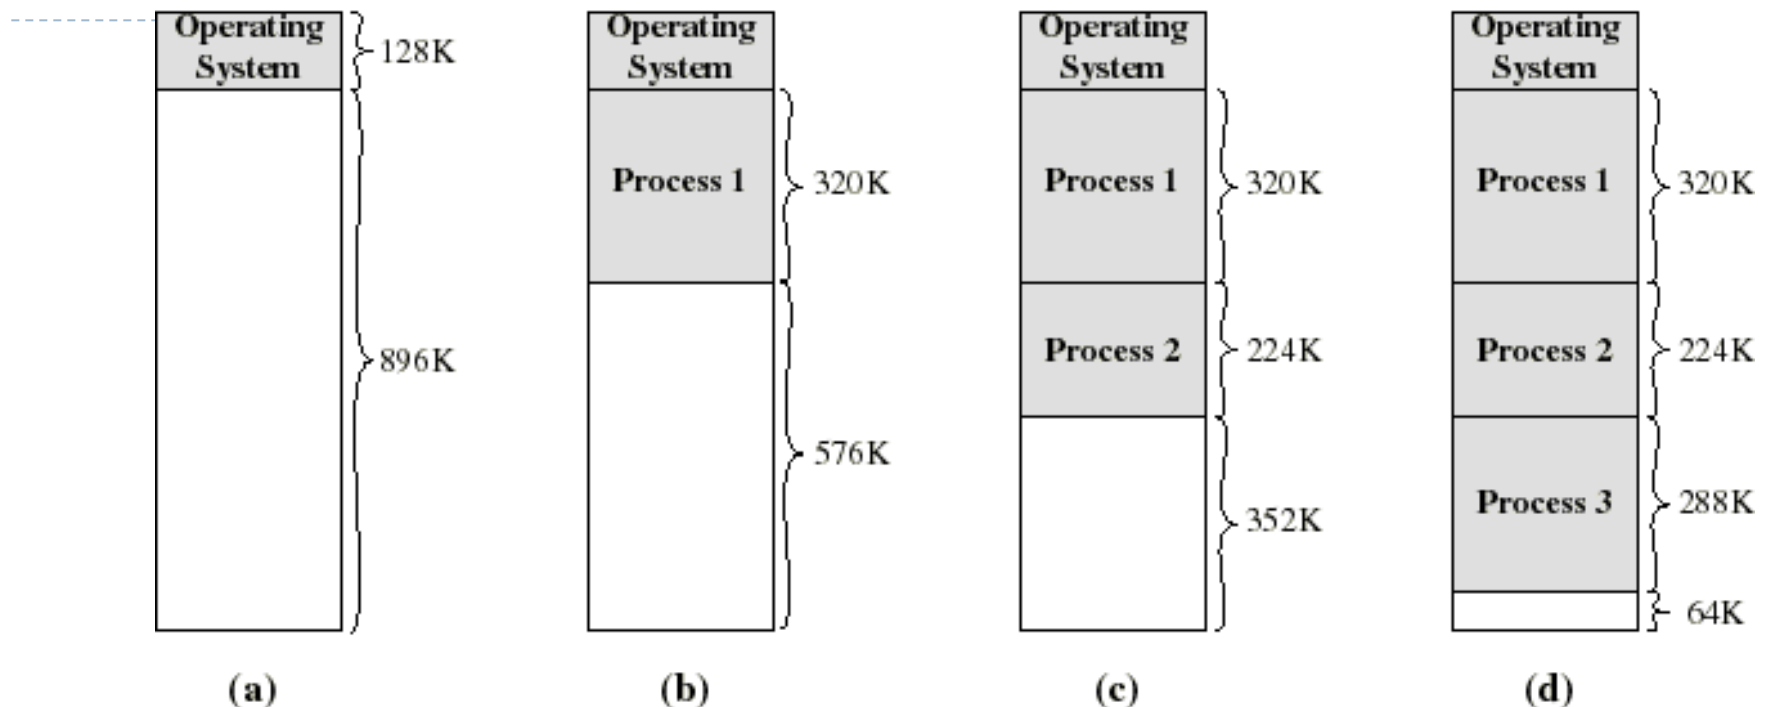 Operating
System
128K
896K
(a)
Operating
System
Process 1
320K
576K
(b)
Operating
System
Process 1
320K
Process 2
224K
352K
(c)
Operating
System
Process 1
320K
Process 2
224K
Process 3
288K
64K
(d)